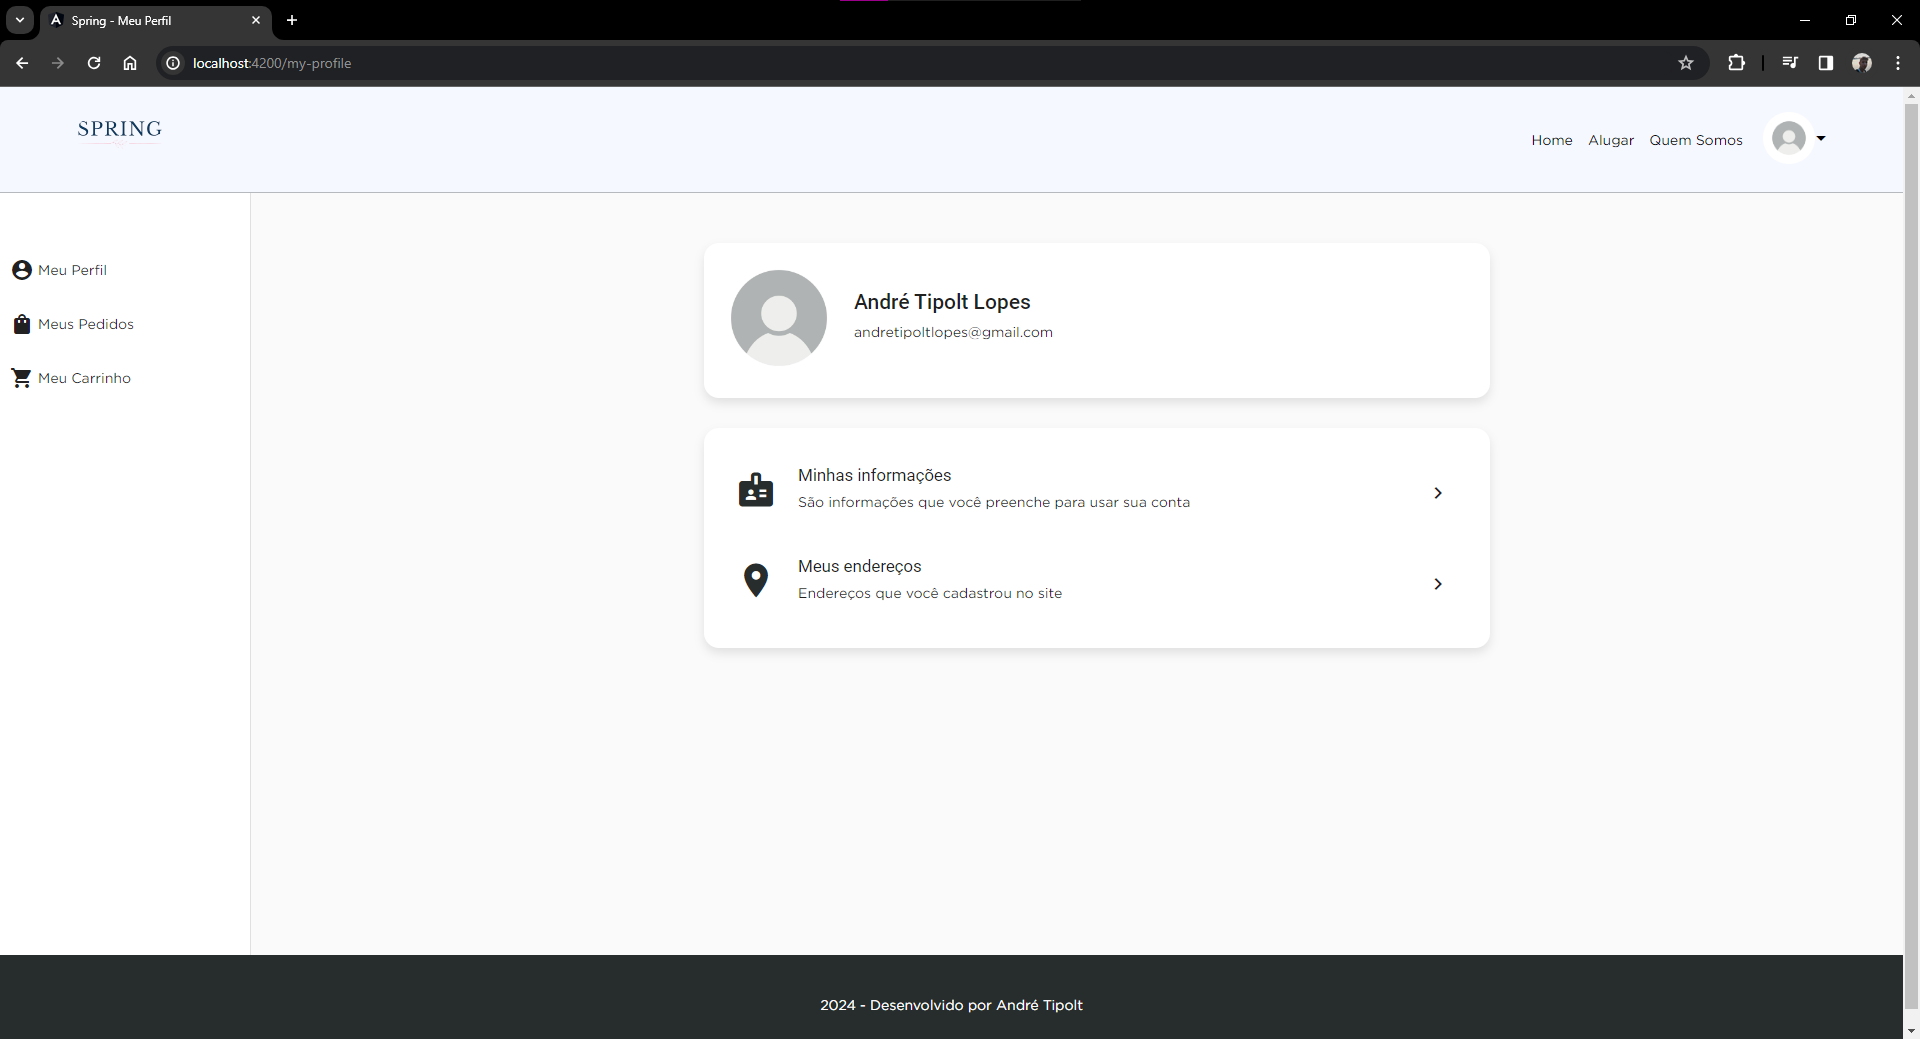 Spring - Meu Perfil
localhost:4200/my-profile
SPRING
Home Alugar Quem Somos
Meu Perfil
Meus Pedidos
Meu Carrinho
André Tipolt Lopes
andretipoltlopes@gmail.com
Minhas informações
São informações que você preenche para usar sua conta
Meus endereços
Endereços que você cadastrou no site
2024 - Desenvolvido por André Tipolt